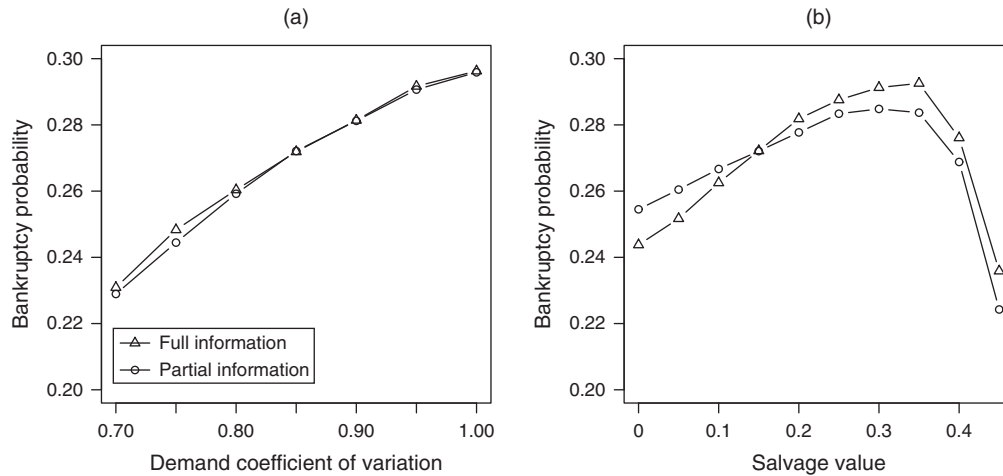 (a)
0.30
0.28
0.26
0.24
0.22
0.20
Bankruptcy probability
Full information
Partial information
0.70 0.80 0.90 1.00
Demand coefficient of variation
(b)
0.30
0.28
0.26
0.24
0.22
0.20
Bankruptcy probability
0 0.1 0.2 0.3 0.4
Salvage value